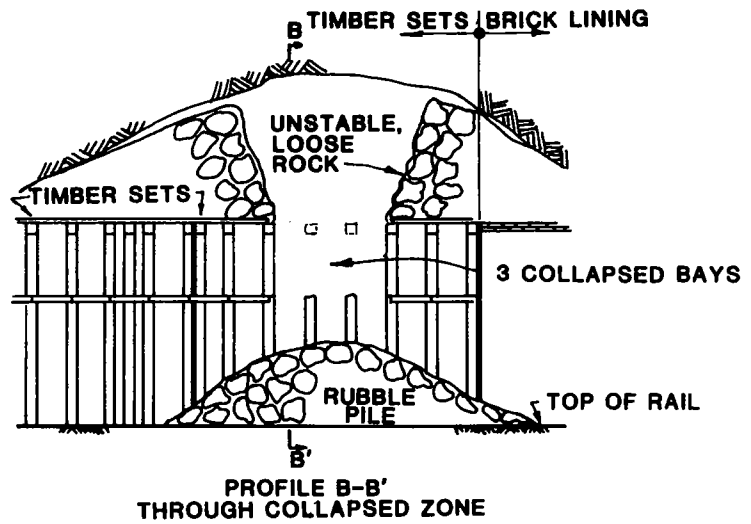 TIMBER SETS BRICK LINING
B
UNSTABLE,
LOOSE
ROCK
TIMBER SETS
3 COLLAPSED BAYS
RUBBLE
PILE
TOP OF RAIL
B'
PROFILE B-B'
THROUGH COLLAPSED ZONE